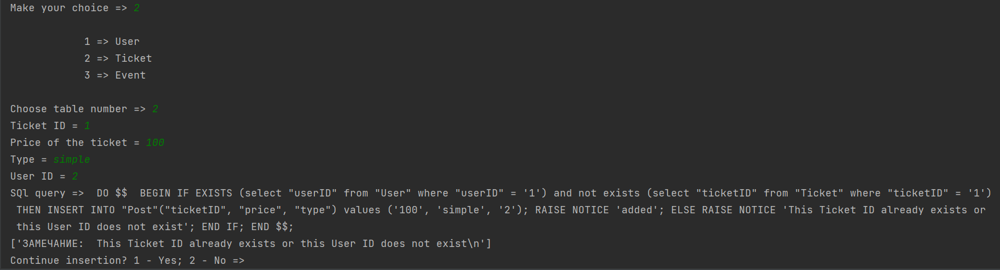 Make your choice => 2
1 => User
2 => Ticket
3 => Event
Choose table number => 2
Ticket ID = 1
Price of the ticket = 100
Type = simple
User ID = 2
SQl query =>  DO $$  BEGIN IF EXISTS (select "userID" from "User" where "userID" = '1') and not exists (select "ticketID" from "Ticket" where "ticketID" = '1')
THEN INSERT INTO "Post"("ticketID", "price", "type") values ('100', 'simple', '2'); RAISE NOTICE 'added'; ELSE RAISE NOTICE 'This Ticket ID already exists or
this User ID does not exist'; END IF; END $$;
['ЗАМЕЧАНИЕ:  This Ticket ID already exists or this User ID does not exist\n']
Continue insertion? 1 - Yes; 2 - No =>